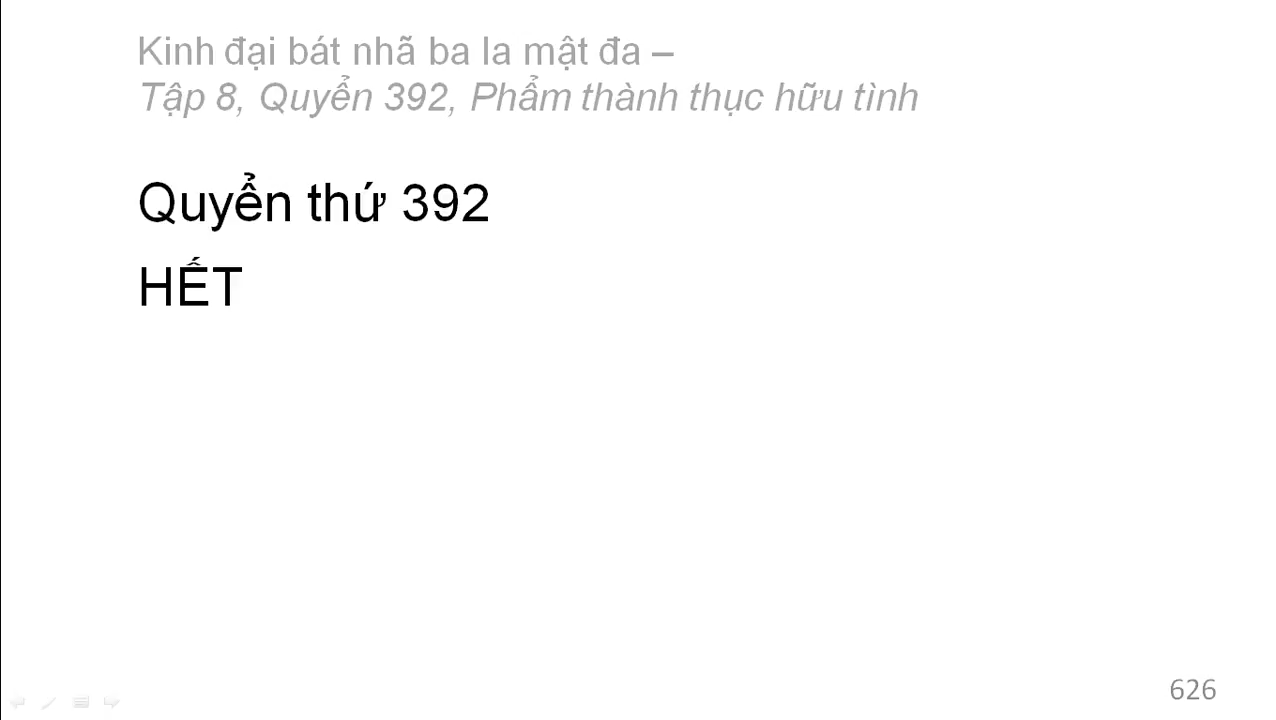 Kinh đại bát nhã ba la mật đa –
Tập 8, Quyển 392, Phẩm thành thục hữu tình
Quyển thứ 392
HẾT
626